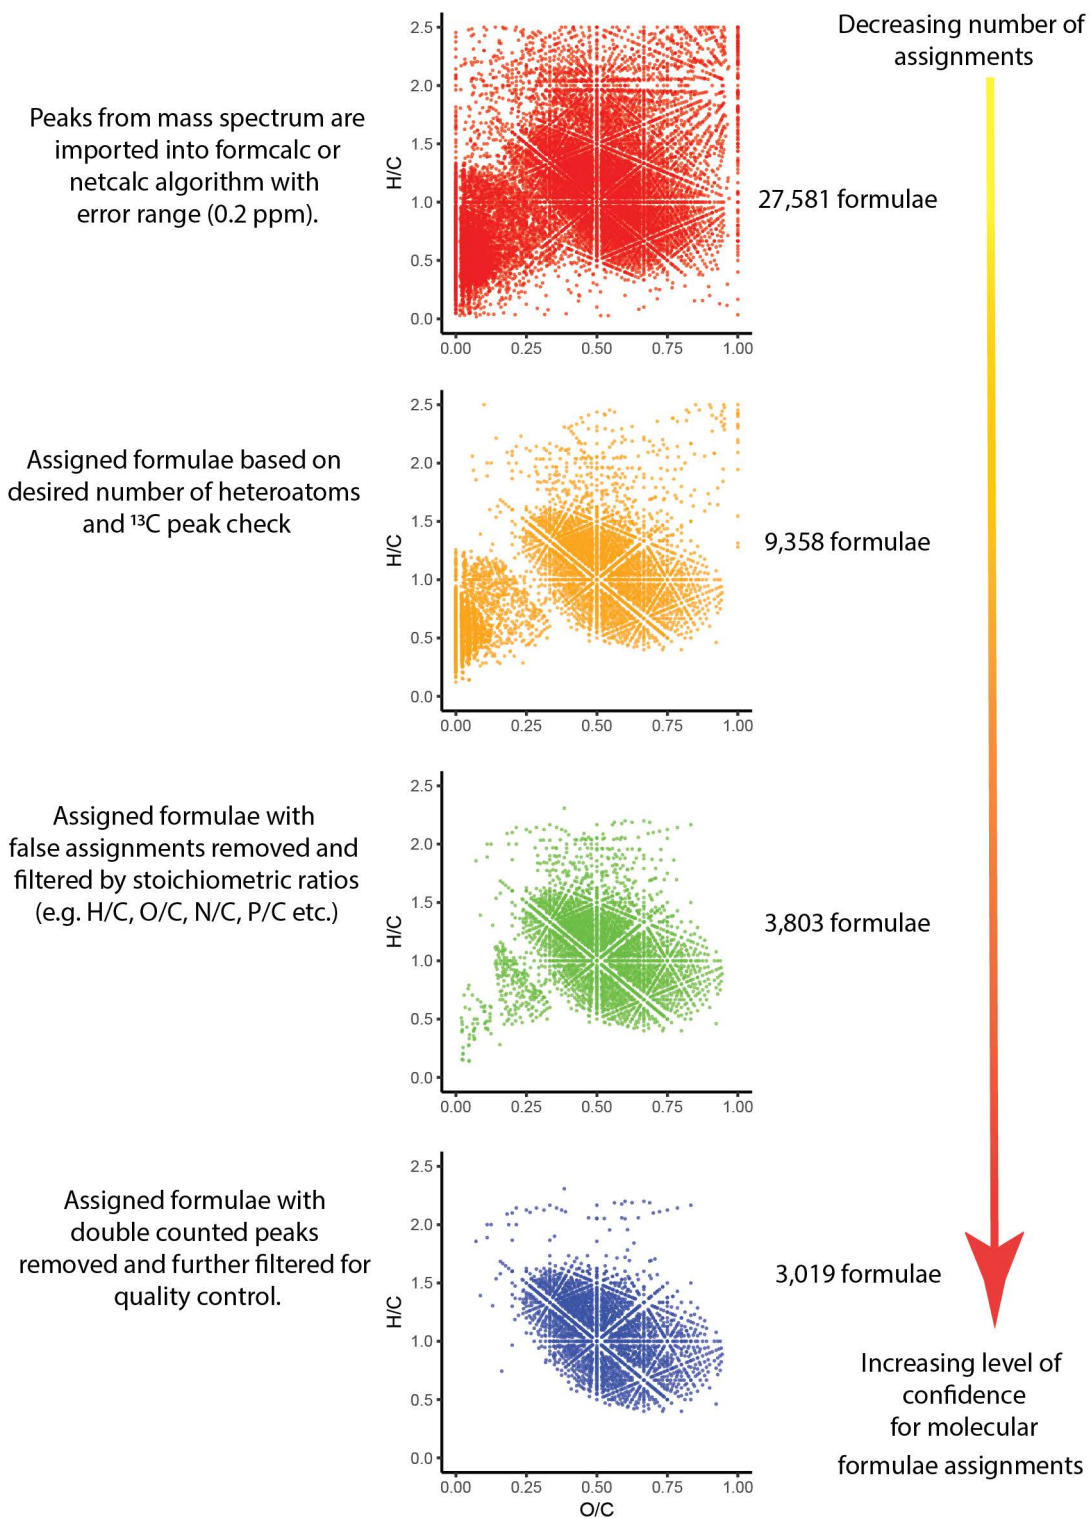 Decreasing number of
assignments
Peaks from mass spectrum are
imported into formcalc or
netcalc algorithm with
error range (0.2 ppm).
H/C
2.5
2.0
1.5
1.0
0.5
0.0
0.00 0.25 0.50 0.75 1.00
27,581 formulae
Assigned formulae based on
desired number of heteroatoms
and ¹³C peak check
H/C
2.5
2.0
1.5
1.0
0.5
0.0
0.00 0.25 0.50 0.75 1.00
9,358 formulae
Assigned formulae with
false assignments removed and
filtered by stoichiometric ratios
(e.g. H/C, O/C, N/C, P/C etc.)
H/C
2.5
2.0
1.5
1.0
0.5
0.0
0.00 0.25 0.50 0.75 1.00
3,803 formulae
Assigned formulae with
double counted peaks
removed and further filtered for
quality control.
H/C
2.5
2.0
1.5
1.0
0.5
0.0
0.00 0.25 0.50 0.75 1.00
O/C
3,019 formulae
Increasing level of
confidence
for molecular
formulae assignments